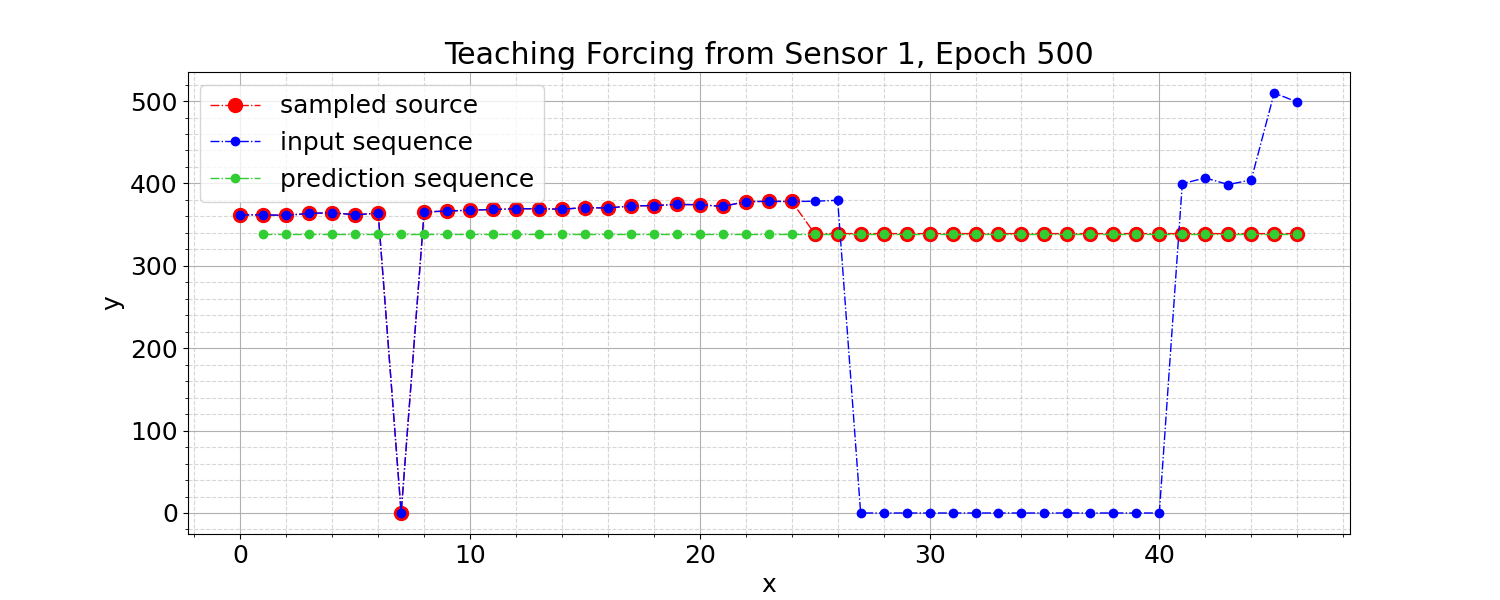 Teaching Forcing from Sensor 1, Epoch 500
sampled source
input sequence
prediction sequence
500
400
300
200
100
0
y
0 10 20 30 40
x